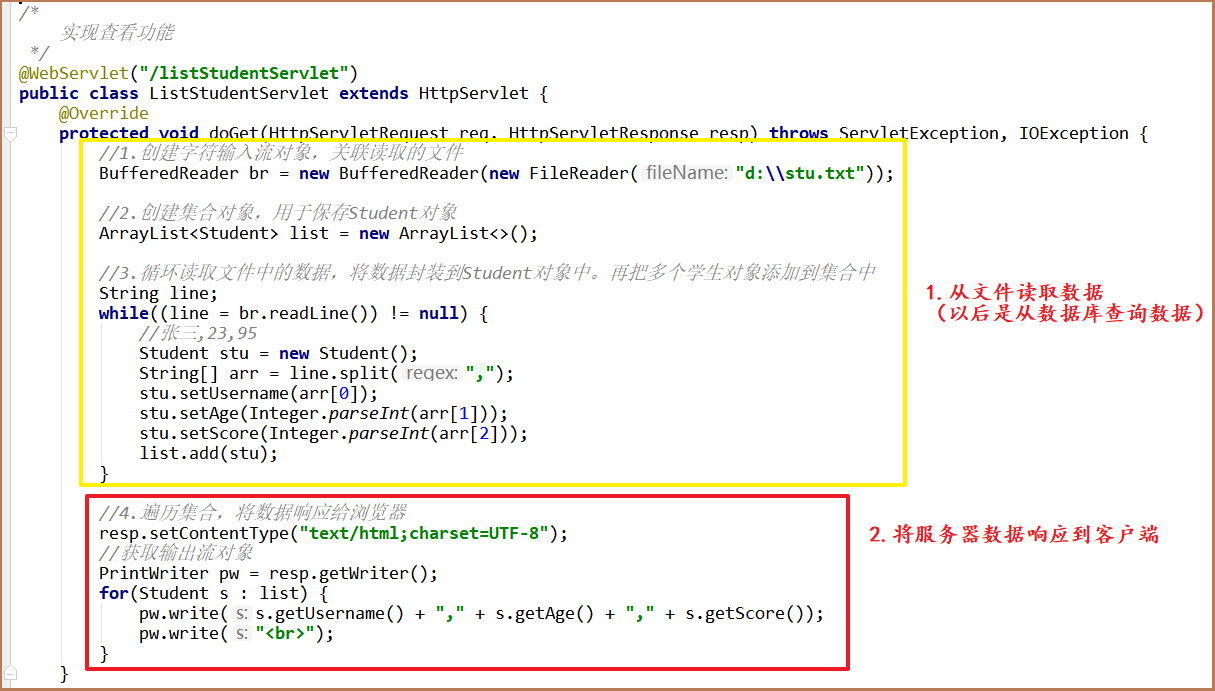 /*
    实现查看功能
 */
@WebServlet("/listStudentServlet")
public class ListStudentServlet extends HttpServlet {
    @Override
    protected void doGet(HttpServletRequest req, HttpServletResponse resp) throws ServletException, IOException {
        //1.创建字符输入流对象，关联读取的文件
        BufferedReader br = new BufferedReader(new FileReader( fileName: "d:\\stu.txt"));
        //2.创建集合对象，用于保存Student对象
        ArrayList<Student> list = new ArrayList<>();
        //3.循环读取文件中的数据，将数据封装到Student对象中。再把多个学生对象添加到集合中
        String line;
        while((line = br.readLine()) != null) {
            //张三,23,95
            Student stu = new Student();
            String[] arr = line.split( regex: ",");
            stu.setUsername(arr[0]);
            stu.setAge(Integer.parseInt(arr[1]));
            stu.setScore(Integer.parseInt(arr[2]));
            list.add(stu);
        }
1.从文件读取数据
（以后是从数据库查询数据）
        //4.遍历集合，将数据响应给浏览器
        resp.setContentType("text/html;charset=UTF-8");
        //获取输出流对象
        PrintWriter pw = resp.getWriter();
        for(Student s : list) {
            pw.write( s: s.getUsername() + "," + s.getAge() + "," + s.getScore());
            pw.write( s: "<br>");
        }
2.将服务器数据响应到客户端
    }